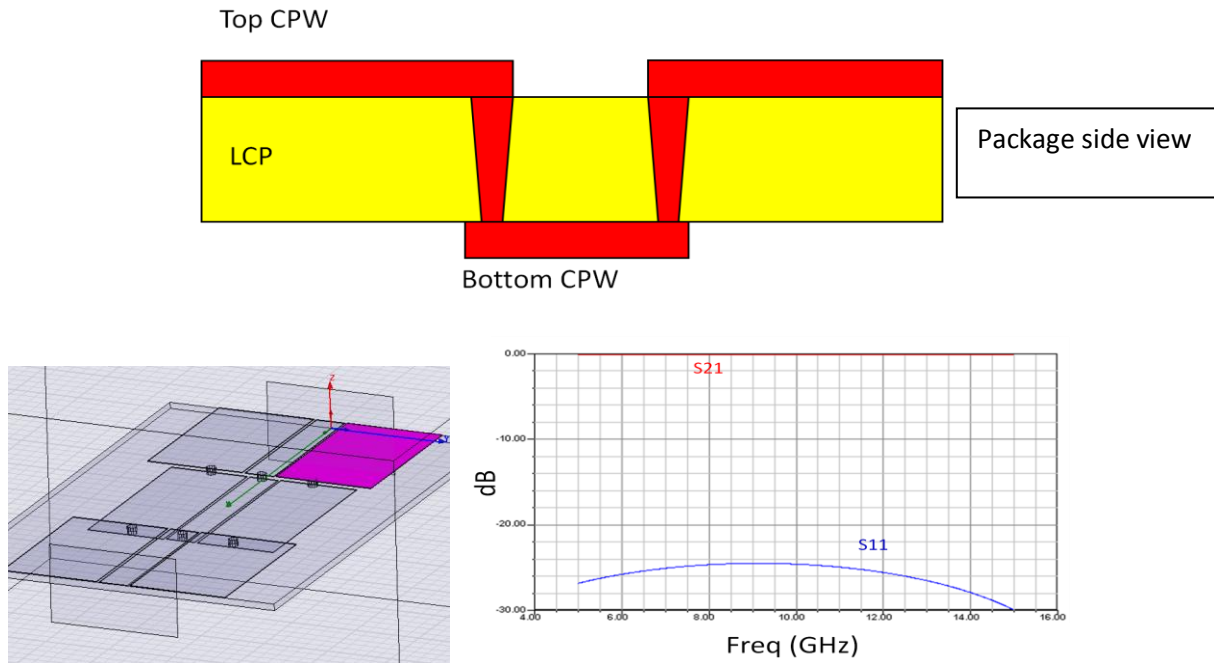 Top CPW
LCP
Package side view
Bottom CPW
Z
0.00
S21
-10.00
dB
-20.00
S11
-30.00
4.00 6.00 8.00 10.00 12.00 14.00 16.00
Freq (GHz)